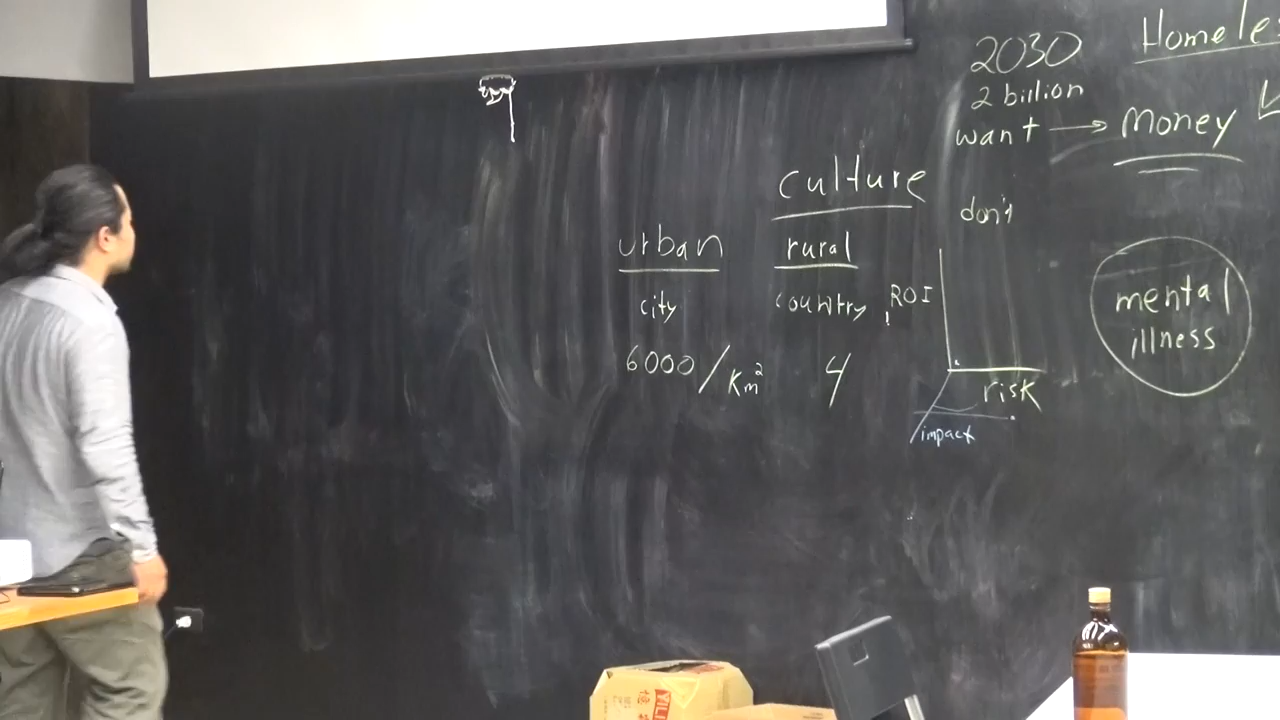 Homele
2030
2 billion
want → money
culture
don't
urban rural
city country
ROI
mental
illness
6000/Km² 4
risk
impact